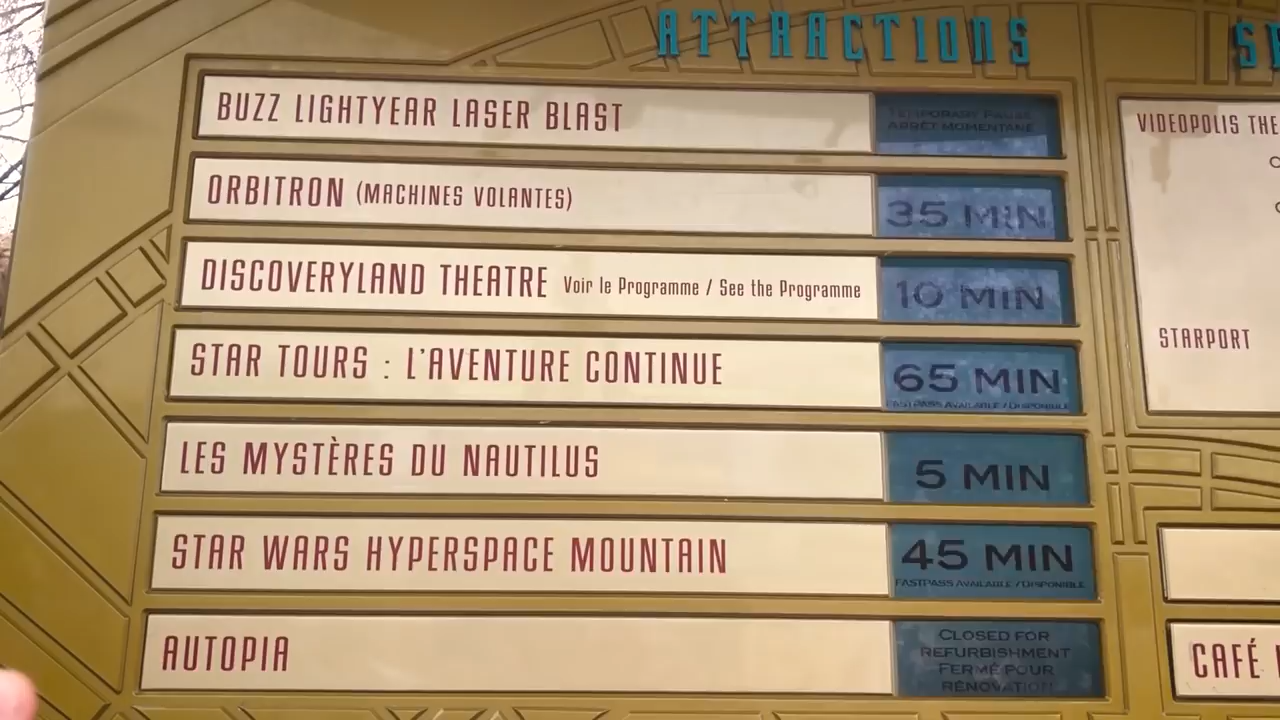 ATTRACTIONS
BUZZ LIGHTYEAR LASER BLAST
TEMPORARY PAUSE
ARRÊT MOMENTANÉ
ORBITRON (MACHINES VOLANTES)
35 MIN
DISCOVERYLAND THEATRE Voir le Programme / See the Programme
10 MIN
STAR TOURS : L'AVENTURE CONTINUE
65 MIN
FASTPASS AVAILABLE / DISPONIBLE
LES MYSTÈRES DU NAUTILUS
5 MIN
STAR WARS HYPERSPACE MOUNTAIN
45 MIN
FASTPASS AVAILABLE / DISPONIBLE
AUTOPIA
CLOSED FOR
REFURBISHMENT
FERMÉ POUR
RÉNOVATION
VIDEOPOLIS
STARPORT
CAFÉ